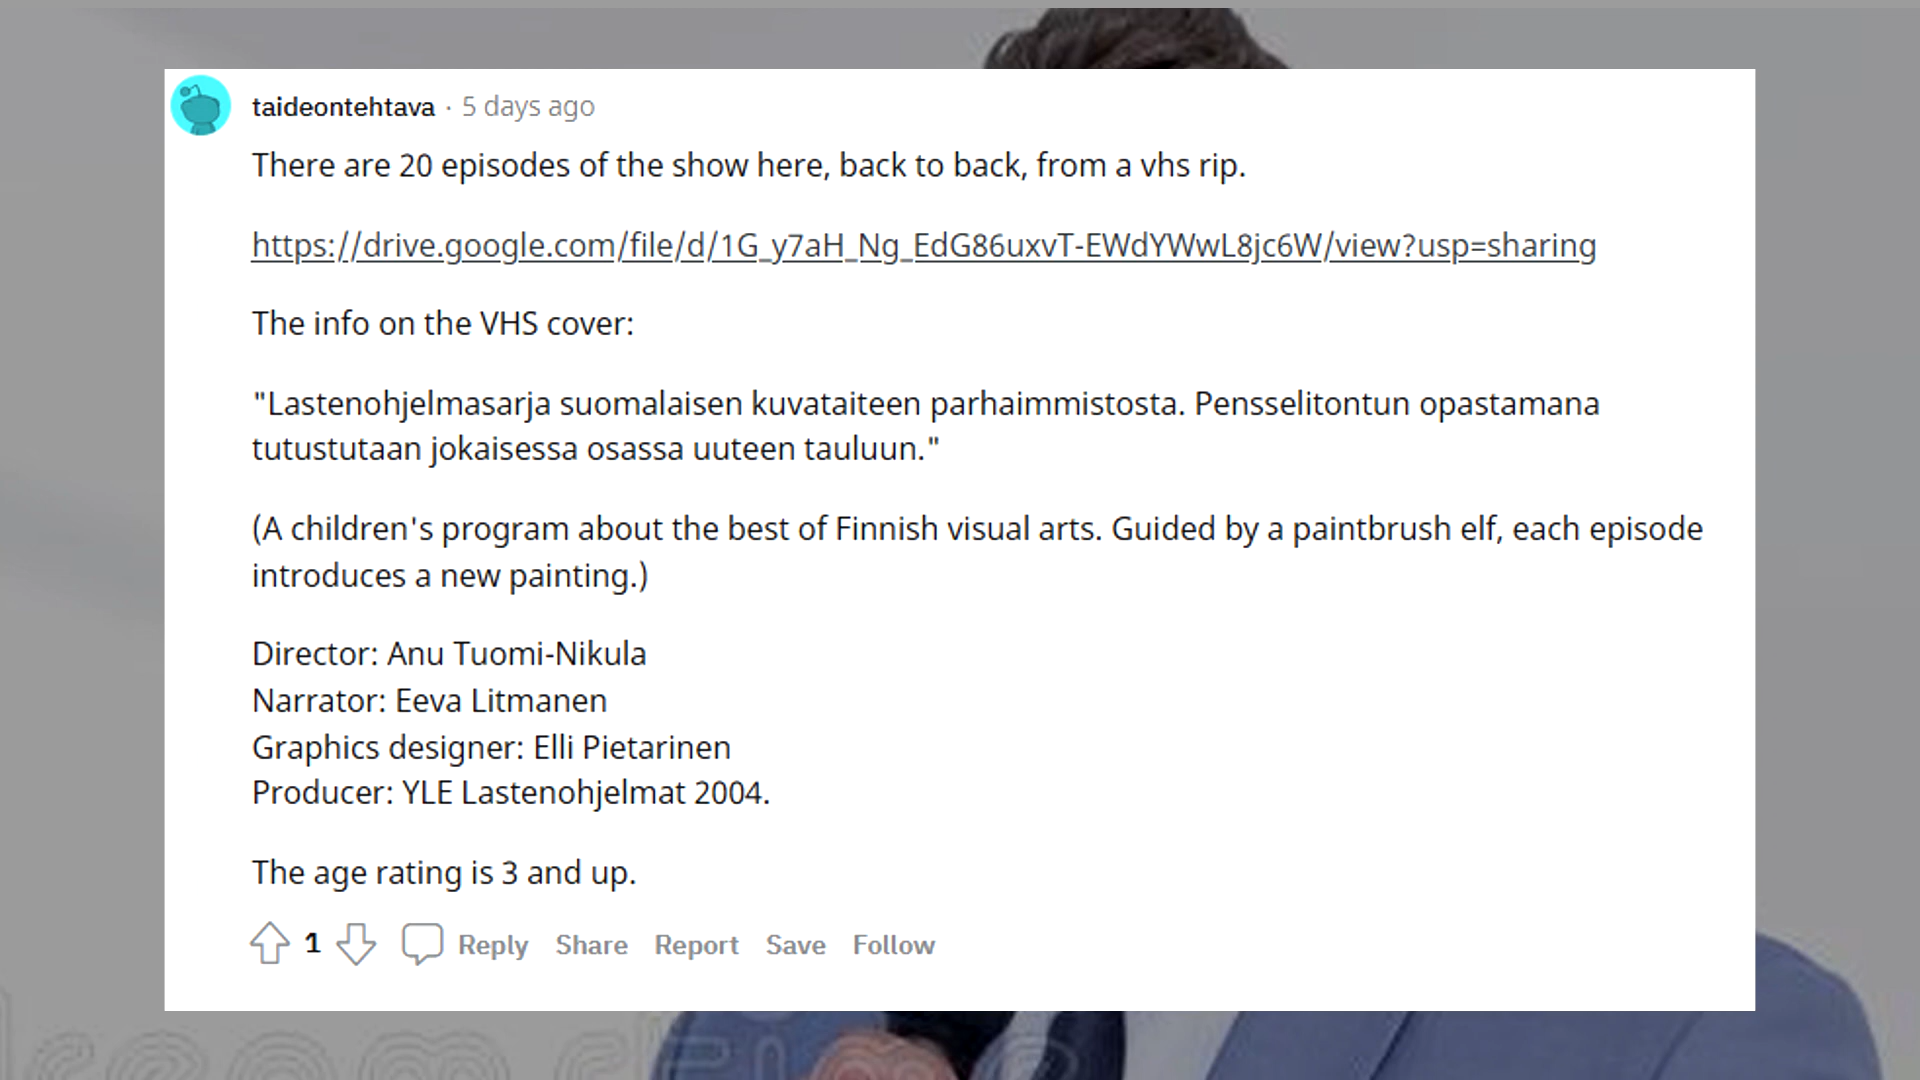 taideontehtava · 5 days ago
There are 20 episodes of the show here, back to back, from a vhs rip.
https://drive.google.com/file/d/1G_y7aH_Ng_EdG86uxvT-EWdYWwL8jc6W/view?usp=sharing
The info on the VHS cover:
"Lastenohjelmasarja suomalaisen kuvataiteen parhaimmistosta. Pensselitontun opastamana
tutustutaan jokaisessa osassa uuteen tauluun."
(A children's program about the best of Finnish visual arts. Guided by a paintbrush elf, each episode
introduces a new painting.)
Director: Anu Tuomi-Nikula
Narrator: Eeva Litmanen
Graphics designer: Elli Pietarinen
Producer: YLE Lastenohjelmat 2004.
The age rating is 3 and up.
1 Reply Share Report Save Follow